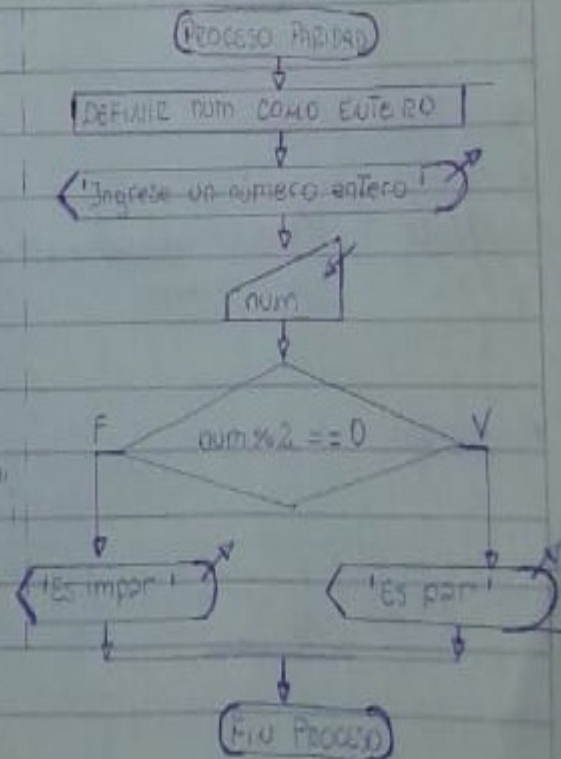 PROCESO PARIDAD
DEFINIR num COMO ENTERO
'Ingrese un numero entero'
num
F
num%2 == 0
V
'Es impar'
'Es par'
FIN PROCESO